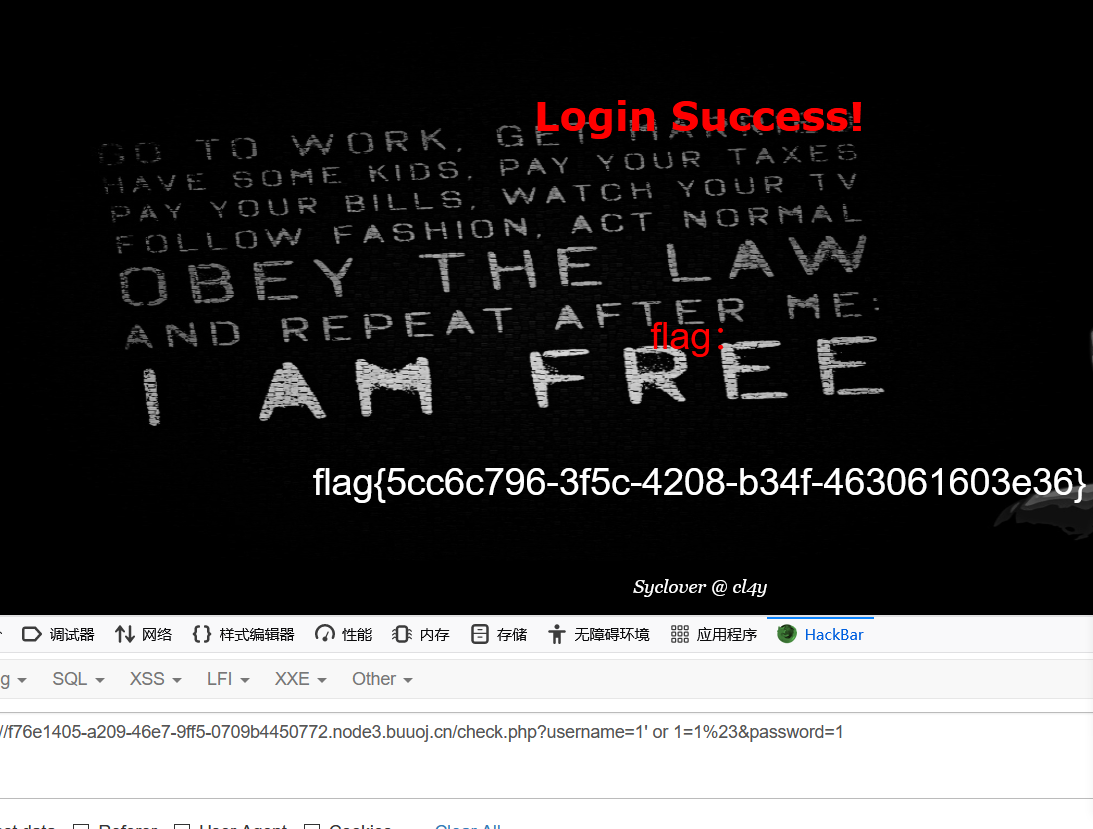 Login Success!
GO TO WORK, GET MARRIED
HAVE SOME KIDS, PAY YOUR TAXES
PAY YOUR BILLS, WATCH YOUR TV
FOLLOW FASHION, ACT NORMAL
OBEY THE LAW
AND REPEAT AFTER ME:
flag：
I AM FREE
flag{5cc6c796-3f5c-4208-b34f-463061603e36}
Syclover @ cl4y
调试器 网络 {} 样式编辑器 性能 内存 存储 无障碍环境 应用程序 HackBar
g SQL XSS LFI XXE Other
//f76e1405-a209-46e7-9ff5-0709b4450772.node3.buuoj.cn/check.php?username=1' or 1=1%23&password=1
data Referer User Agent Cookies Clear All